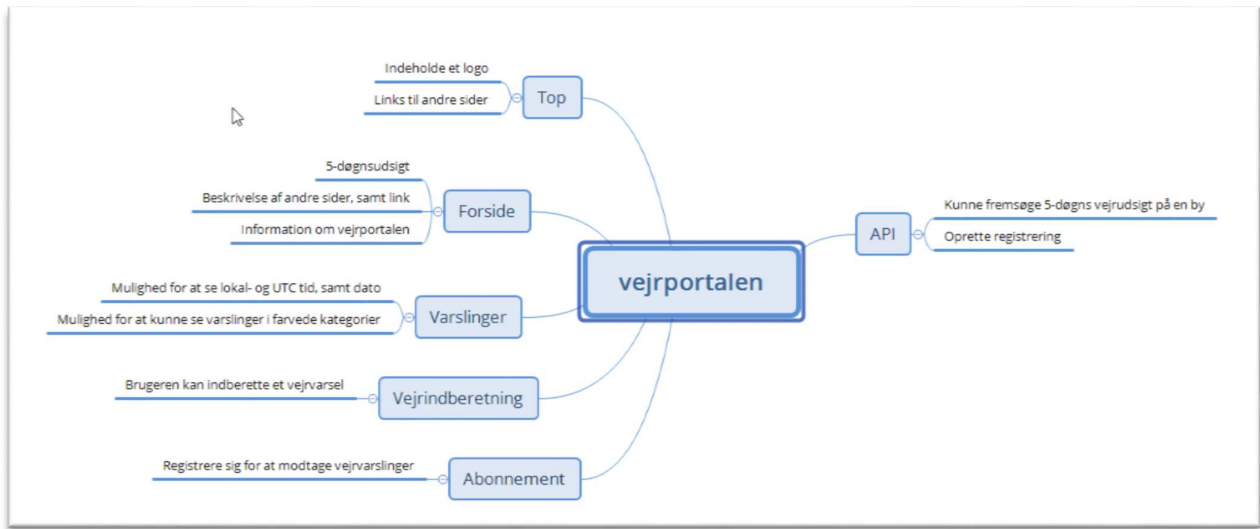 Indeholde et logo
Links til andre sider
Top
5-døgnsudsigt
Beskrivelse af andre sider, samt link
Information om vejrportalen
Forside
Mulighed for at se lokal- og UTC tid, samt dato
Mulighed for at kunne se varslinger i farvede kategorier
Varslinger
Brugeren kan indberette et vejrvarsel
Vejrindberetning
Registrere sig for at modtage vejrvarslinger
Abonnement
vejrportalen
API
Kunne fremsøge 5-døgns vejrudsigt på en by
Oprette registrering